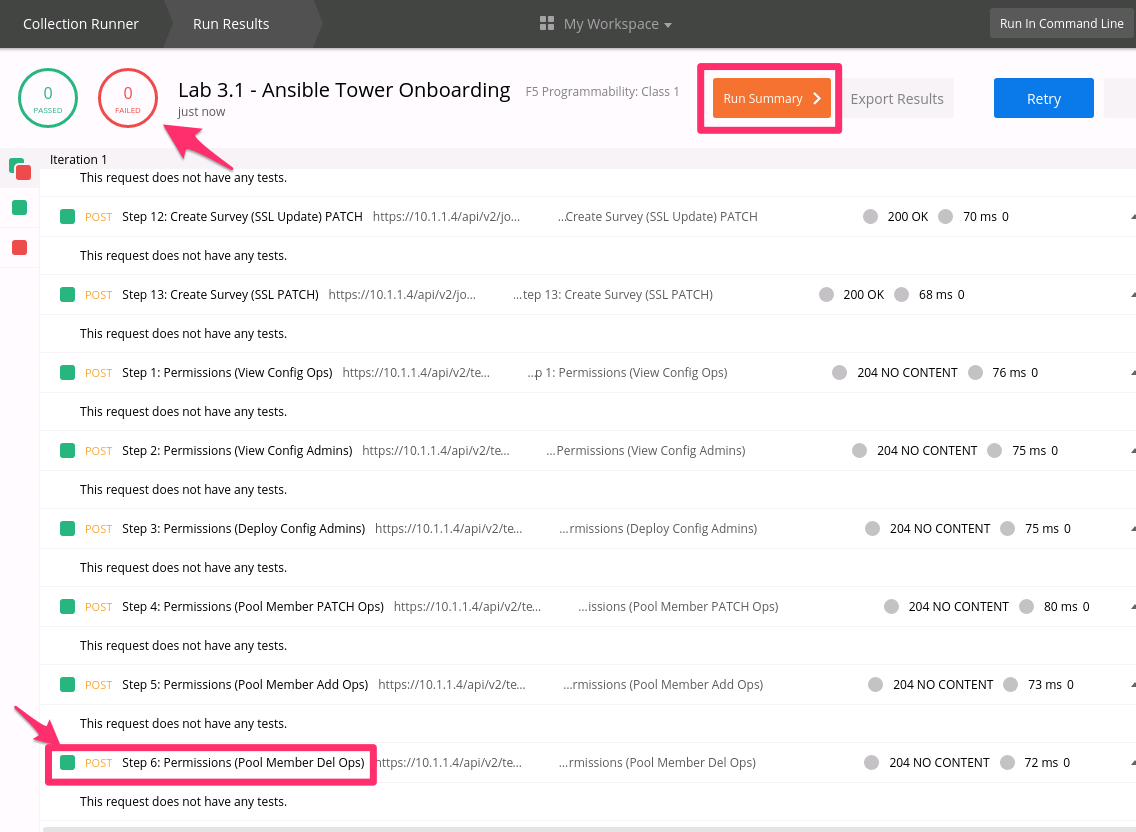 Collection Runner Run Results My Workspace Run In Command Line
0 PASSED 0 FAILED Lab 3.1 - Ansible Tower Onboarding F5 Programmability: Class 1 Run Summary Export Results Retry
just now
Iteration 1
This request does not have any tests.
POST Step 12: Create Survey (SSL Update) PATCH https://10.1.1.4/api/v2/jo... ...Create Survey (SSL Update) PATCH 200 OK 70 ms 0
This request does not have any tests.
POST Step 13: Create Survey (SSL PATCH) https://10.1.1.4/api/v2/jo... ...tep 13: Create Survey (SSL PATCH) 200 OK 68 ms 0
This request does not have any tests.
POST Step 1: Permissions (View Config Ops) https://10.1.1.4/api/v2/te... ...p 1: Permissions (View Config Ops) 204 NO CONTENT 76 ms 0
This request does not have any tests.
POST Step 2: Permissions (View Config Admins) https://10.1.1.4/api/v2/te... ...Permissions (View Config Admins) 204 NO CONTENT 75 ms 0
This request does not have any tests.
POST Step 3: Permissions (Deploy Config Admins) https://10.1.1.4/api/v2/te... ...rmissions (Deploy Config Admins) 204 NO CONTENT 75 ms 0
This request does not have any tests.
POST Step 4: Permissions (Pool Member PATCH Ops) https://10.1.1.4/api/v2/te... ...issions (Pool Member PATCH Ops) 204 NO CONTENT 80 ms 0
This request does not have any tests.
POST Step 5: Permissions (Pool Member Add Ops) https://10.1.1.4/api/v2/te... ...rmissions (Pool Member Add Ops) 204 NO CONTENT 73 ms 0
This request does not have any tests.
POST Step 6: Permissions (Pool Member Del Ops) https://10.1.1.4/api/v2/te... ...rmissions (Pool Member Del Ops) 204 NO CONTENT 72 ms 0
This request does not have any tests.